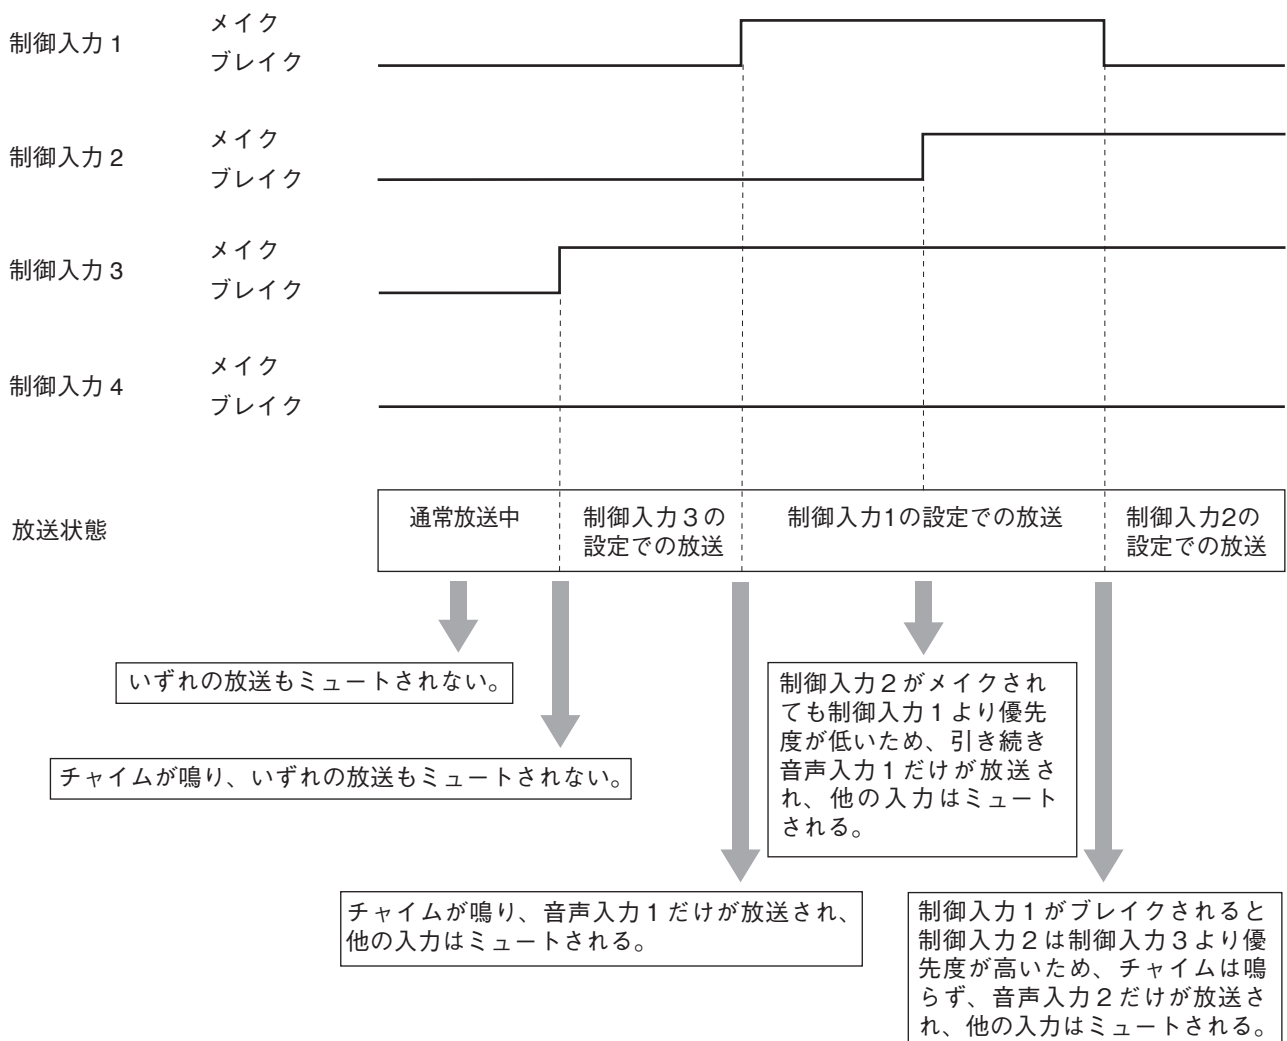 制御入力 1
メイク
ブレイク
制御入力 2
メイク
ブレイク
制御入力 3
メイク
ブレイク
制御入力 4
メイク
ブレイク
放送状態
通常放送中
制御入力３の
設定での放送
制御入力1の設定での放送
制御入力2の
設定での放送
いずれの放送もミュートされない。
チャイムが鳴り、いずれの放送もミュートされない。
制御入力２がメイクされ
ても制御入力１より優先
度が低いため、引き続き
音声入力１だけが放送さ
れ、他の入力はミュート
される。
チャイムが鳴り、音声入力１だけが放送され、
他の入力はミュートされる。
制御入力１がブレイクされると
制御入力２は制御入力３より優
先度が高いため、チャイムは鳴
らず、音声入力２だけが放送さ
れ、他の入力はミュートされる。